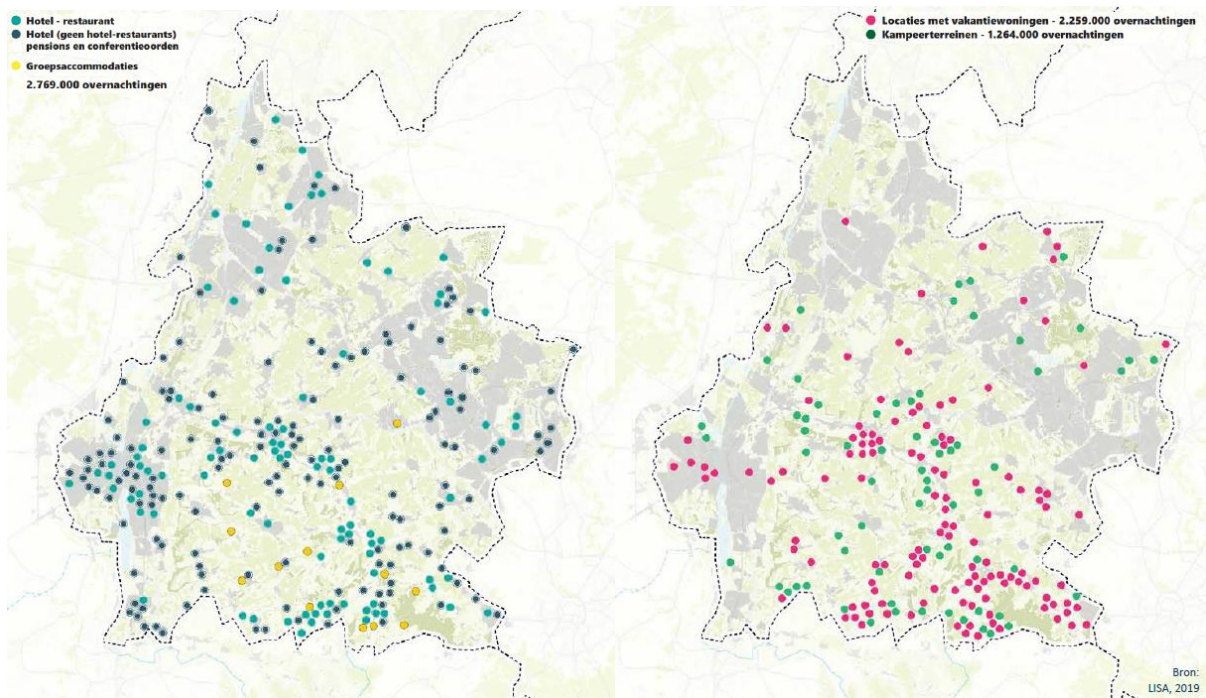 Hotel - restaurant
Hotel (geen hotel-restaurants)
pensions en conferentieoorden
Groepsaccommodaties
2.769.000 overnachtingen
Locaties met vakantiewoningen - 2.259.000 overnachtingen
Kampeerterreinen - 1.264.000 overnachtingen
Bron:
LISA, 2019